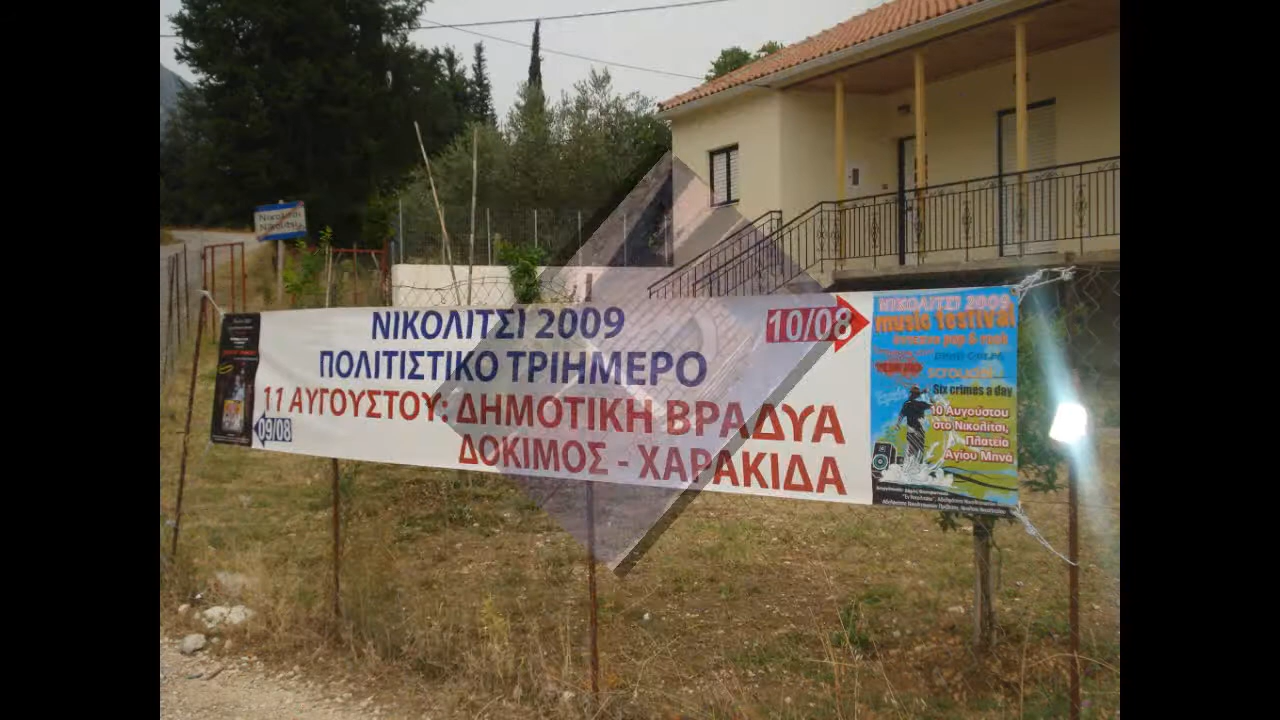 Νικολίτσι
ΝΙΚΟΛΙΤΣΙ 2009
ΠΟΛΙΤΙΣΤΙΚΟ ΤΡΙΗΜΕΡΟ
11 ΑΥΓΟΥΣΤΟΥ: ΔΗΜΟΤΙΚΗ ΒΡΑΔΥΑ
ΔΟΚΙΜΟΣ - ΧΑΡΑΚΙΔΑ
09/08
10/08
ΝΙΚΟΛΙΤΣΙ 2009
music festival
Six crimes a day
10 Αυγούστου
στο Νικολίτσι,
Πλατεία
Αγίου Μηνά